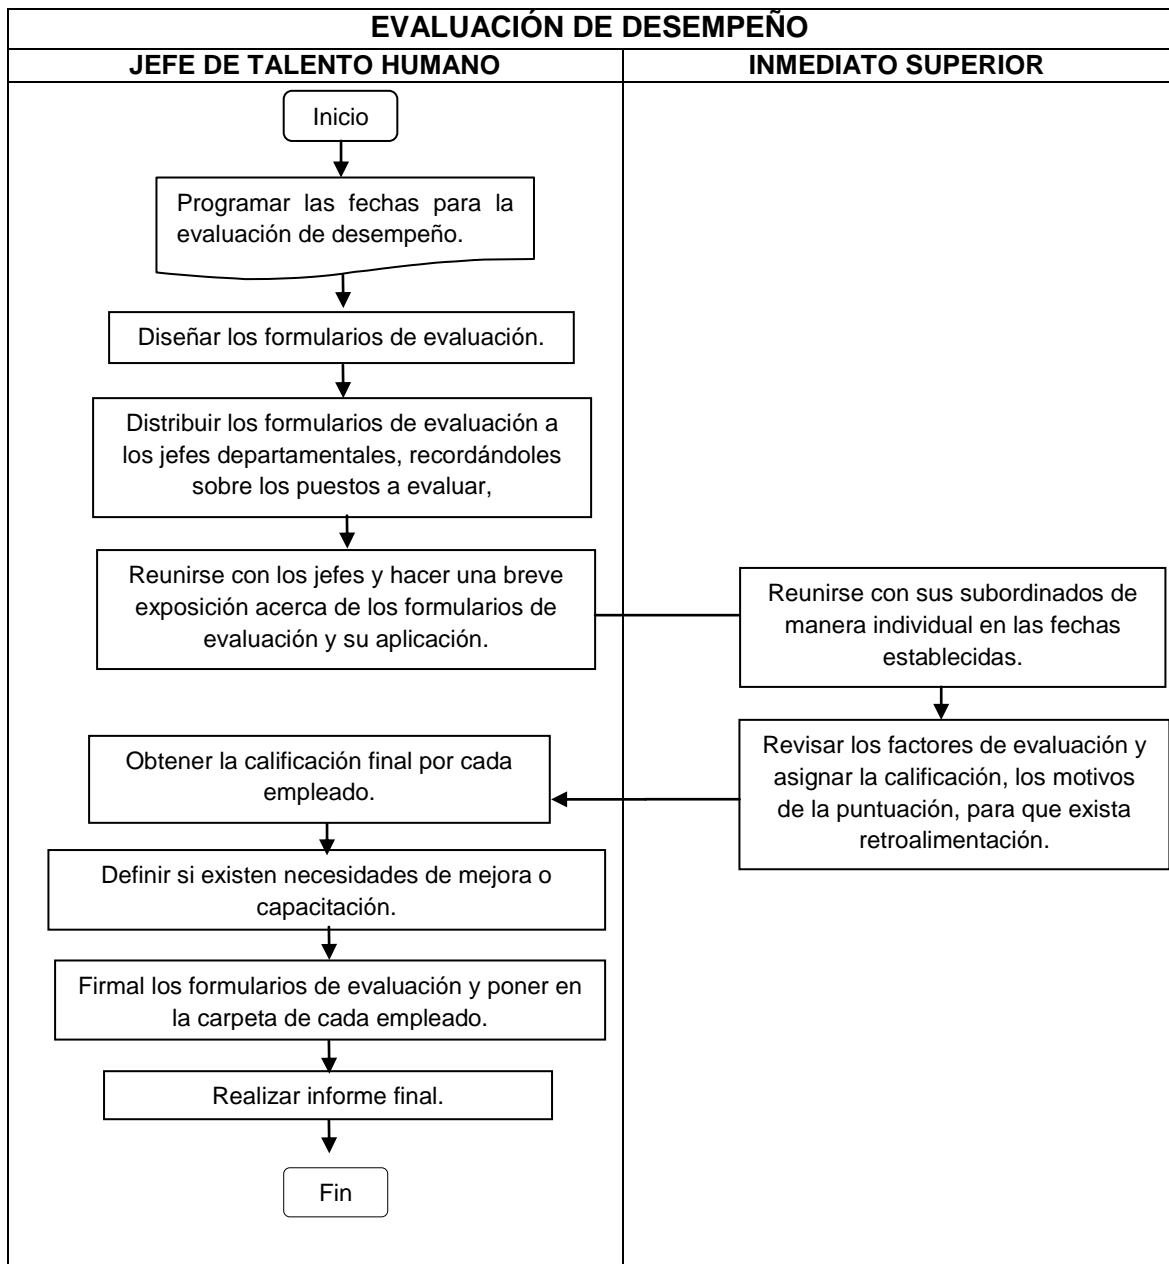 EVALUACIÓN DE DESEMPEÑO
JEFE DE TALENTO HUMANO
INMEDIATO SUPERIOR
Inicio
Programar las fechas para la
evaluación de desempeño.
Diseñar los formularios de evaluación.
Distribuir los formularios de evaluación a
los jefes departamentales, recordándoles
sobre los puestos a evaluar,
Reunirse con los jefes y hacer una breve
exposición acerca de los formularios de
evaluación y su aplicación.
Reunirse con sus subordinados de
manera individual en las fechas
establecidas.
Revisar los factores de evaluación y
asignar la calificación, los motivos
de la puntuación, para que exista
retroalimentación.
Obtener la calificación final por cada
empleado.
Definir si existen necesidades de mejora o
capacitación.
Firmal los formularios de evaluación y poner en
la carpeta de cada empleado.
Realizar informe final.
Fin